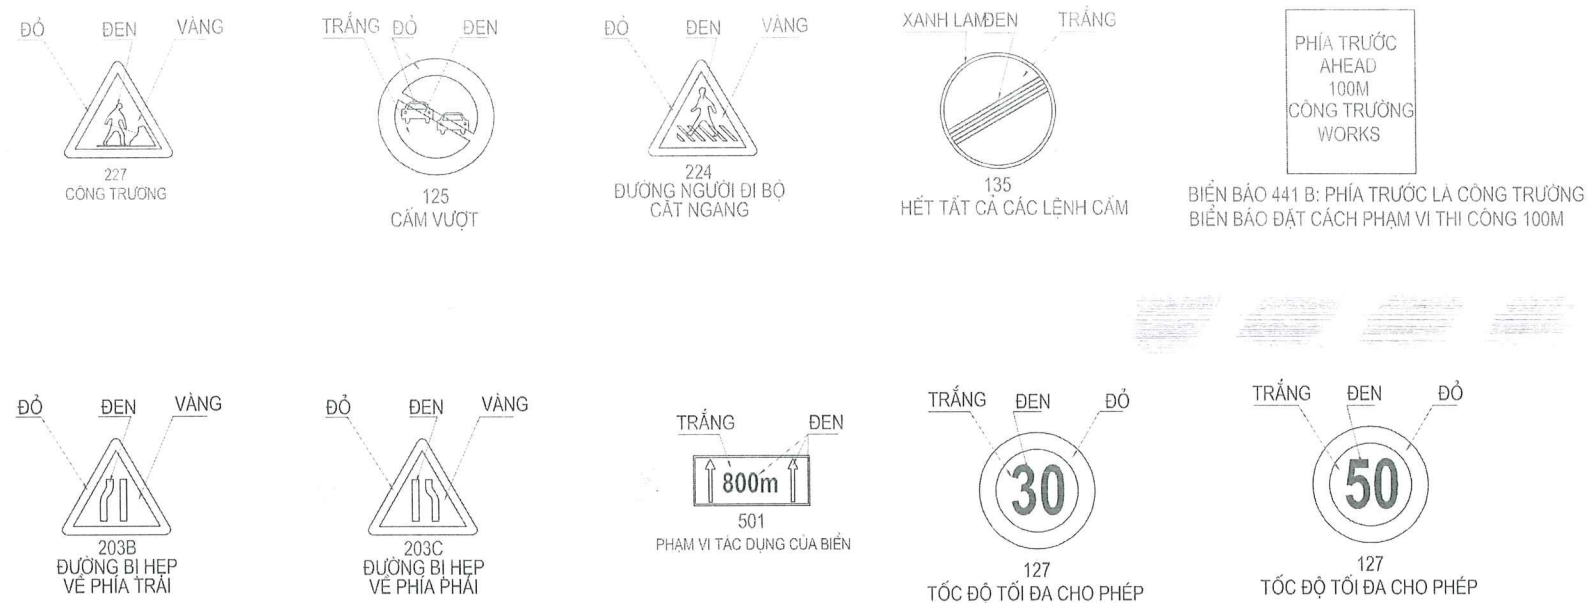 ĐỎ ĐEN VÀNG
227
CÔNG TRƯỜNG
TRẮNG ĐỎ ĐEN
125
CẤM VƯỢT
ĐỎ ĐEN VÀNG
224
ĐƯỜNG NGƯỜI ĐI BỘ
CẮT NGANG
XANH LAM ĐEN TRẮNG
135
HẾT TẤT CẢ CÁC LỆNH CẤM
PHÍA TRƯỚC
AHEAD
100M
CÔNG TRƯỜNG
WORKS
BIỂN BÁO 441 B: PHÍA TRƯỚC LÀ CÔNG TRƯỜNG
BIỂN BÁO ĐẶT CÁCH PHẠM VI THI CÔNG 100M
ĐỎ ĐEN VÀNG
203B
ĐƯỜNG BỊ HẸP
VỀ PHÍA TRÁI
ĐỎ ĐEN VÀNG
203C
ĐƯỜNG BỊ HẸP
VỀ PHÍA PHẢI
TRẮNG ĐEN
800m
501
PHẠM VI TÁC DỤNG CỦA BIỂN
TRẮNG ĐEN ĐỎ
30
127
TỐC ĐỘ TỐI ĐA CHO PHÉP
TRẮNG ĐEN ĐỎ
50
127
TỐC ĐỘ TỐI ĐA CHO PHÉP